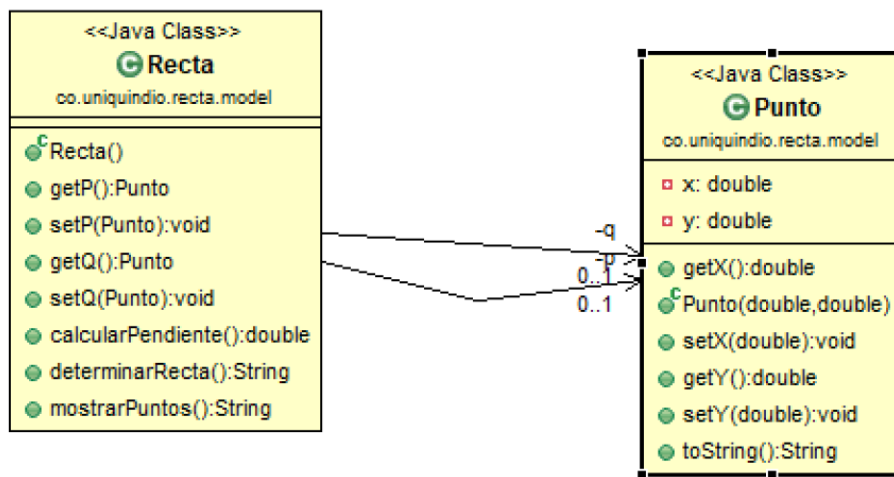 <<Java Class>>
Recta
co.uniquindio.recta.model
Recta()
getP():Punto
setP(Punto):void
getQ():Punto
setQ(Punto):void
calcularPendiente():double
determinarRecta():String
mostrarPuntos():String
-q
-p
0..1
0..1
<<Java Class>>
Punto
co.uniquindio.recta.model
x: double
y: double
getX():double
Punto(double,double)
setX(double):void
getY():double
setY(double):void
toString():String